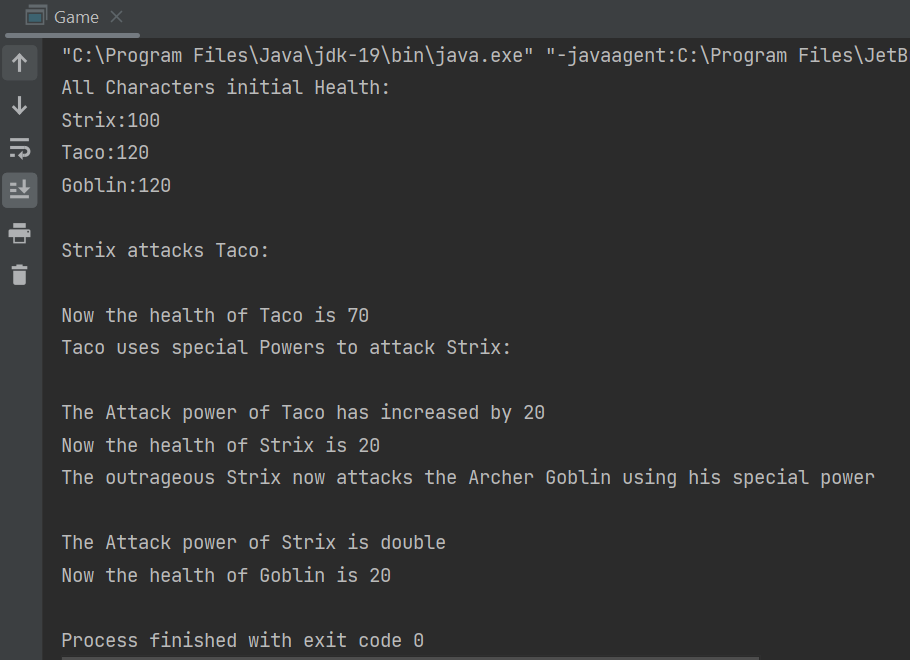 Game
"C:\Program Files\Java\jdk-19\bin\java.exe" "-javaagent:C:\Program Files\JetB
All Characters initial Health:
Strix:100
Taco:120
Goblin:120
Strix attacks Taco:
Now the health of Taco is 70
Taco uses special Powers to attack Strix:
The Attack power of Taco has increased by 20
Now the health of Strix is 20
The outrageous Strix now attacks the Archer Goblin using his special power
The Attack power of Strix is double
Now the health of Goblin is 20
Process finished with exit code 0